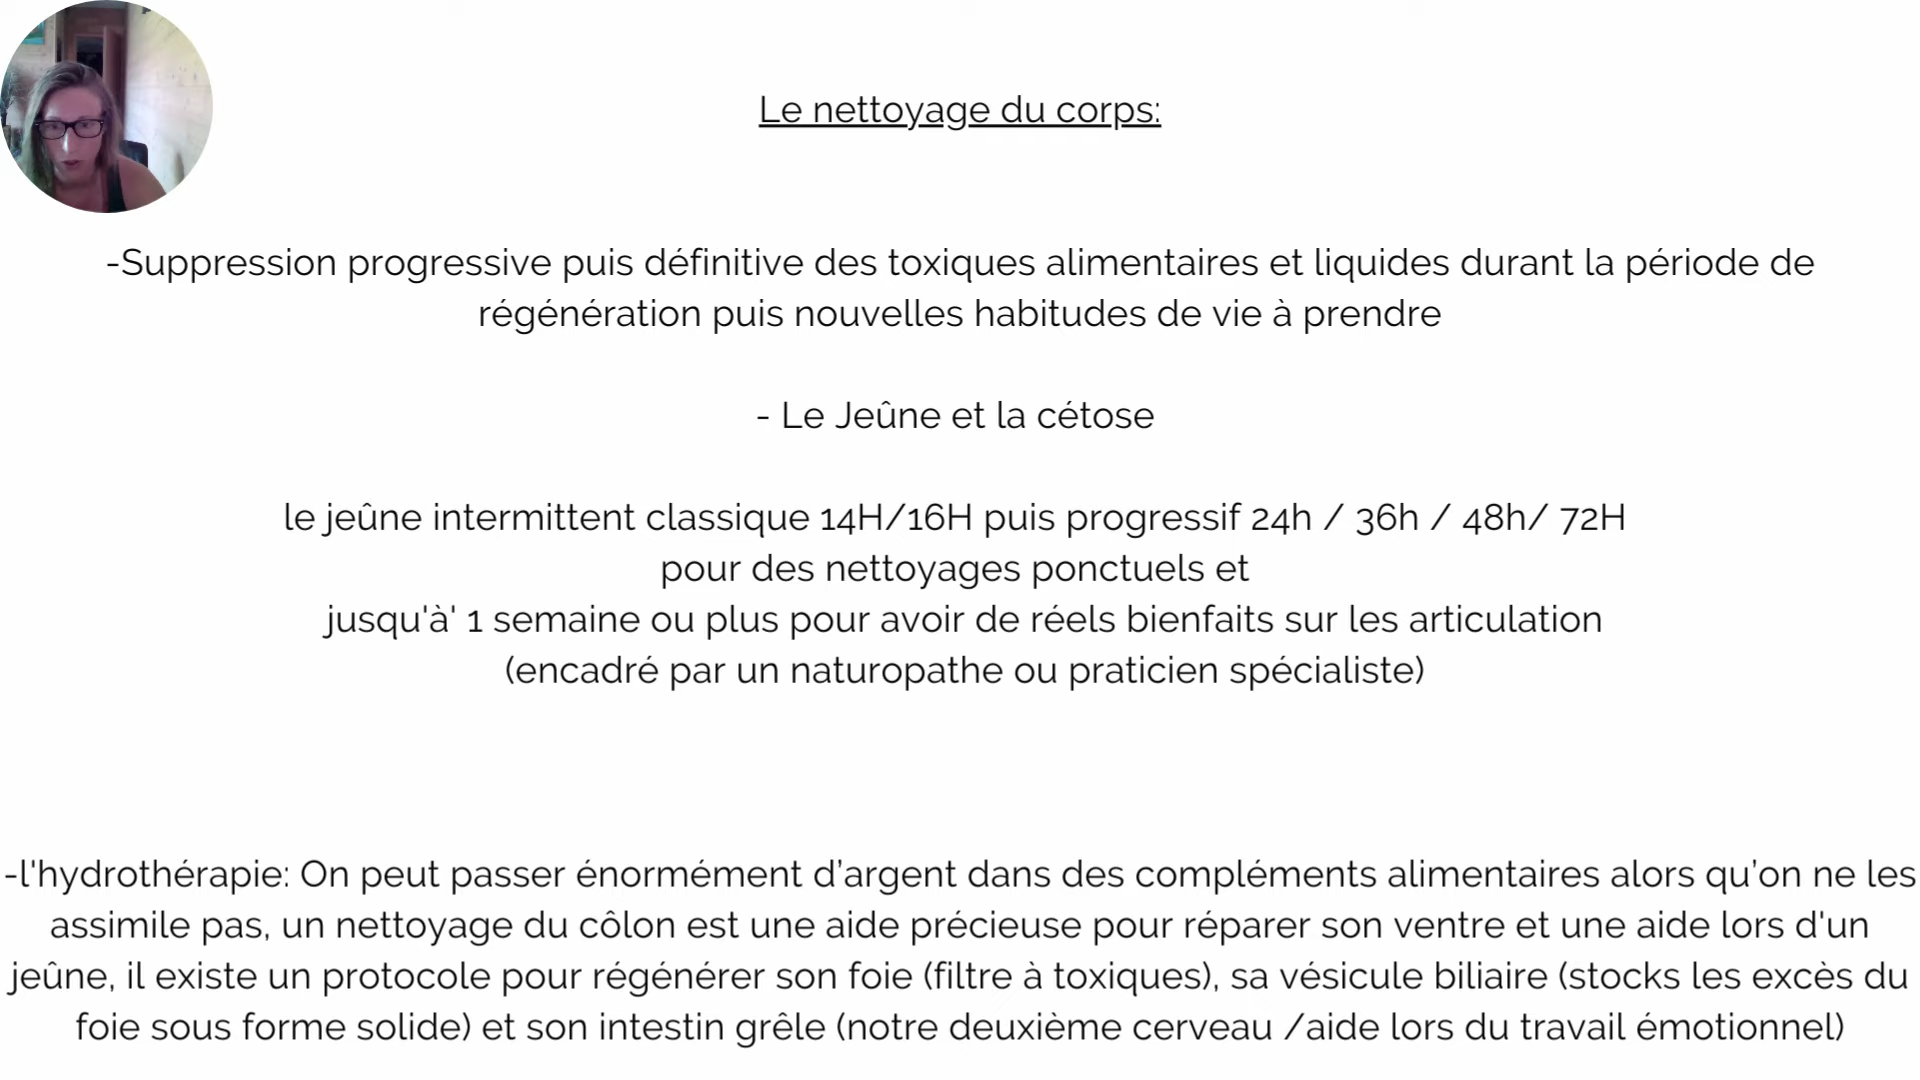 Le nettoyage du corps:
-Suppression progressive puis définitive des toxiques alimentaires et liquides durant la période de
régénération puis nouvelles habitudes de vie à prendre
- Le Jeûne et la cétose
le jeûne intermittent classique 14H/16H puis progressif 24h / 36h / 48h/ 72H
pour des nettoyages ponctuels et
jusqu'à' 1 semaine ou plus pour avoir de réels bienfaits sur les articulation
(encadré par un naturopathe ou praticien spécialiste)
-l'hydrothérapie: On peut passer énormément d’argent dans des compléments alimentaires alors qu’on ne les
assimile pas, un nettoyage du côlon est une aide précieuse pour réparer son ventre et une aide lors d'un
jeûne, il existe un protocole pour régénérer son foie (filtre à toxiques), sa vésicule biliaire (stocks les excès du
foie sous forme solide) et son intestin grêle (notre deuxième cerveau /aide lors du travail émotionnel)